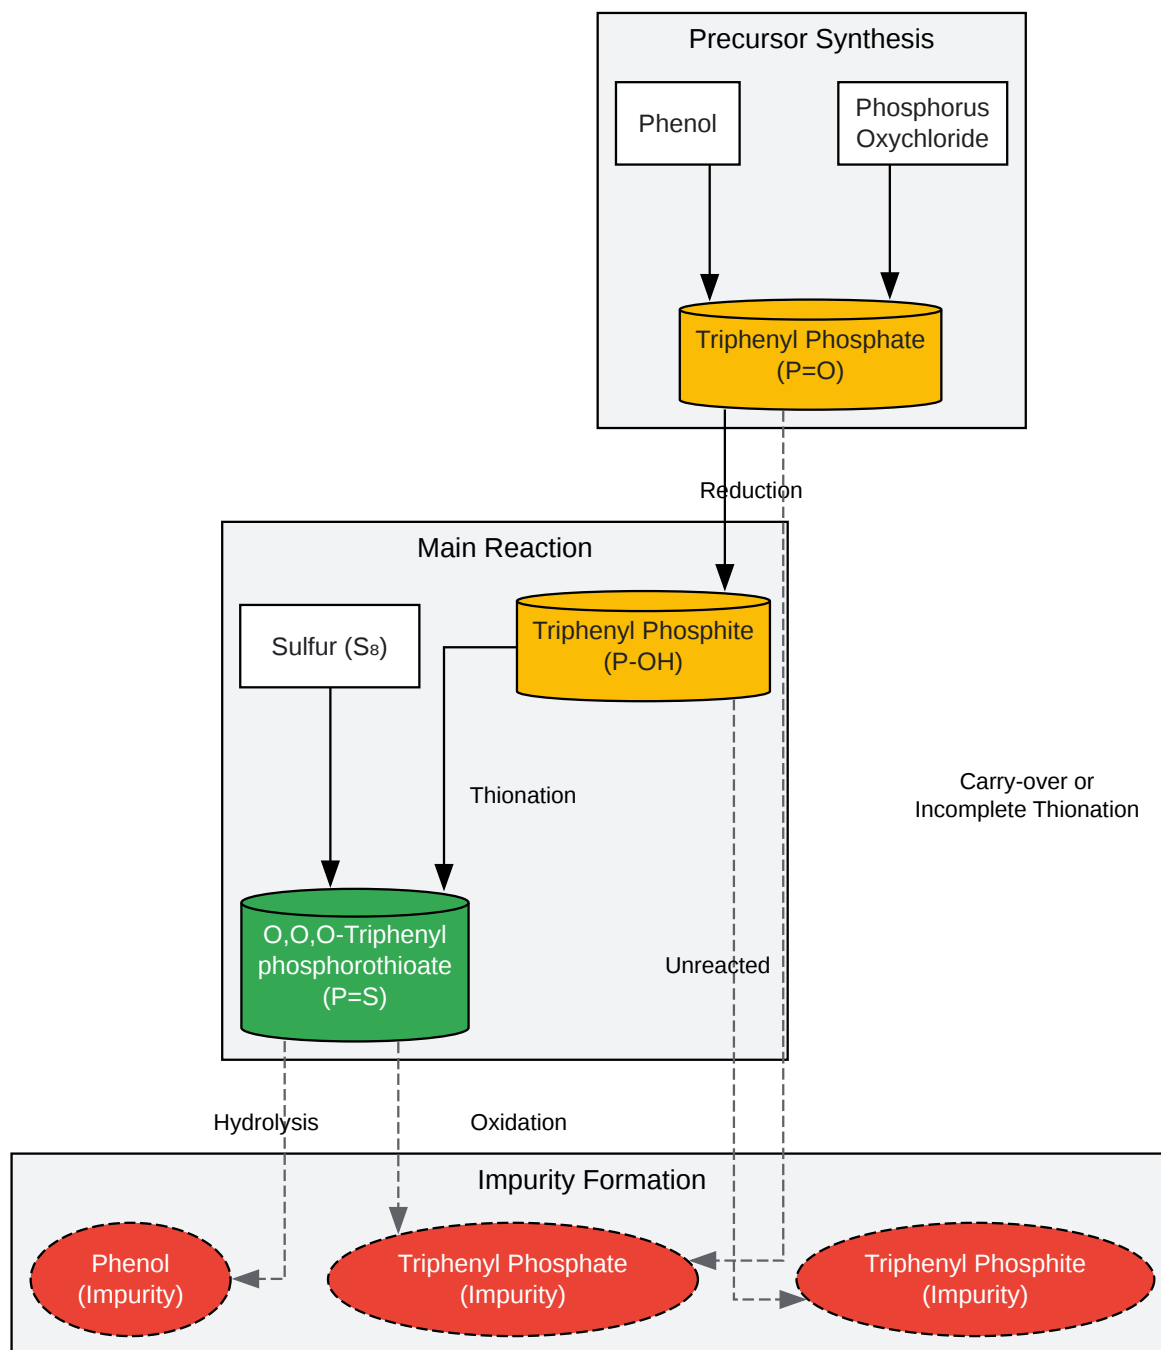 Precursor Synthesis
Phenol
Phosphorus
Oxychloride
Triphenyl Phosphate
(P=O)
Reduction
Main Reaction
Sulfur (S₈)
Triphenyl Phosphite
(P-OH)
Thionation
Carry-over or
Incomplete Thionation
O,O,O-Triphenyl
phosphorothioate
(P=S)
Unreacted
Hydrolysis
Oxidation
Impurity Formation
Phenol
(Impurity)
Triphenyl Phosphate
(Impurity)
Triphenyl Phosphite
(Impurity)